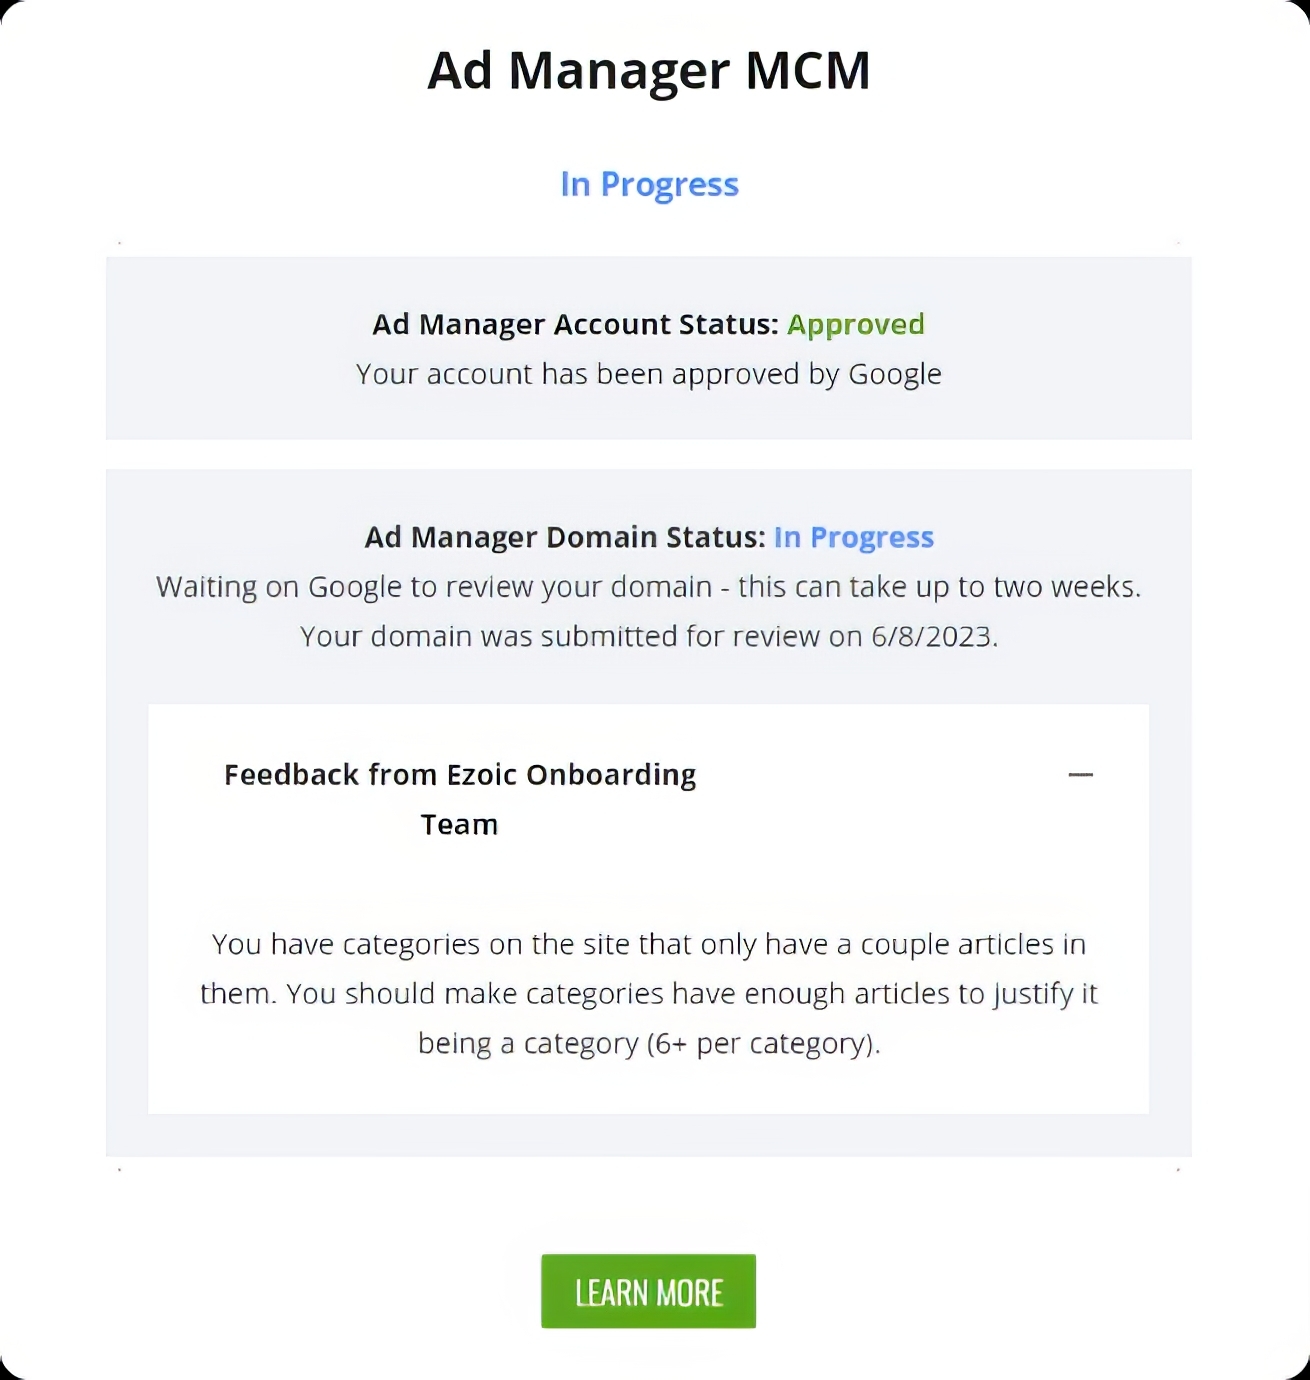 Ad Manager MCM
In Progress
Ad Manager Account Status: Approved
Your account has been approved by Google
Ad Manager Domain Status: In Progress
Waiting on Google to review your domain - this can take up to two weeks.
Your domain was submitted for review on 6/8/2023.
Feedback from Ezoic Onboarding
Team
You have categories on the site that only have a couple articles in
them. You should make categories have enough articles to justify it
being a category (6+ per category).
LEARN MORE